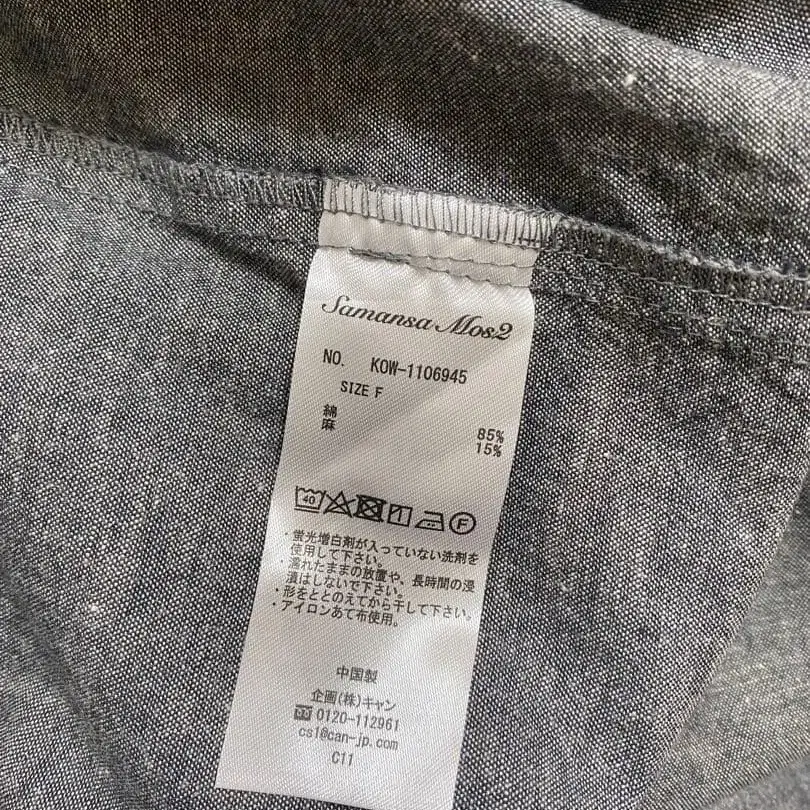 Samansa Mos2
NO. KOW-1106945
SIZE F
綿 85%
麻 15%
40
F
・蛍光増白剤が入っていない洗剤を
使用して下さい。
・濡れたままの放置や、長時間の浸
漬はしないで下さい。
・形をととのえてから干して下さい。
・アイロンあて布使用。
中国製
企画(株)キャン
0120-112961
cs1@can-jp.com
C11